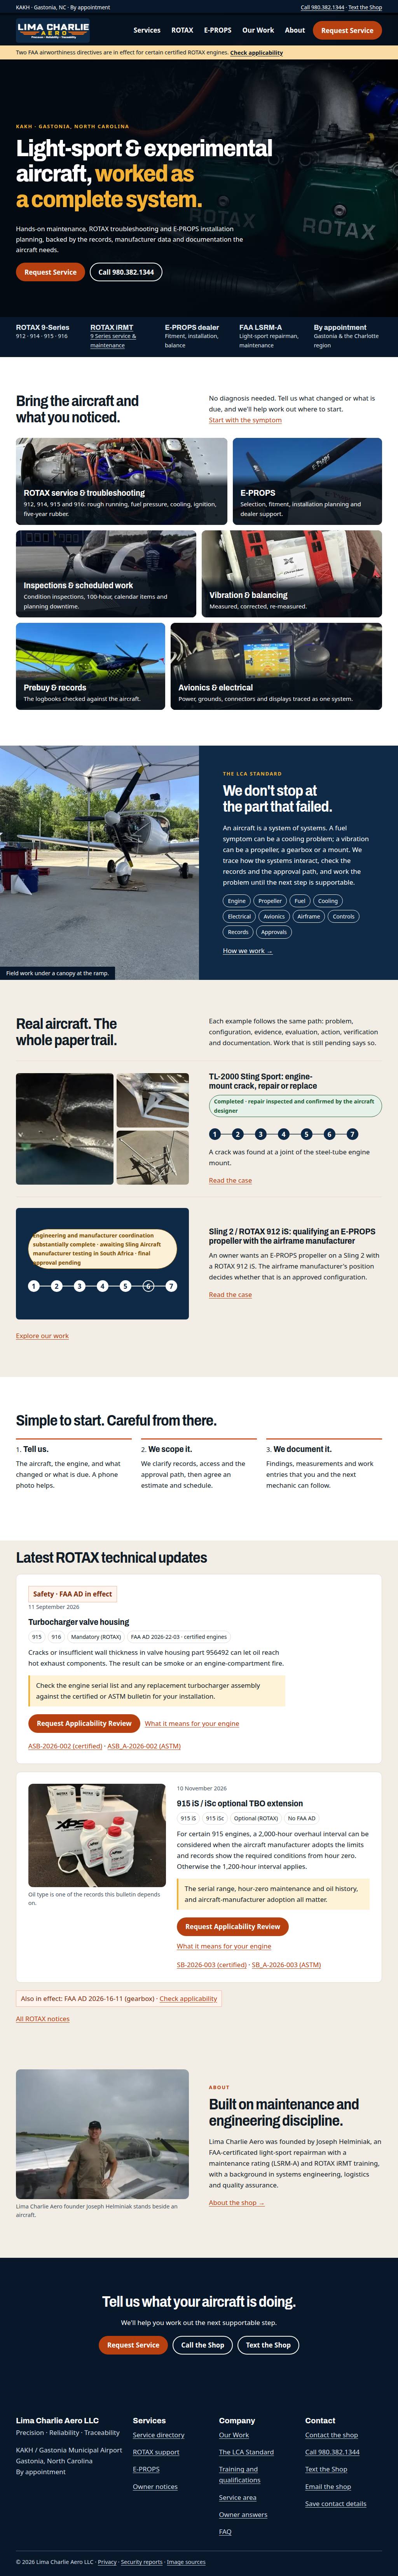 KAKH · Gastonia, NC · By appointment
Call 980.382.1344 · Text the Shop
LIMA CHARLIE
AERO
Precision · Reliability · Traceability
Services
ROTAX
E-PROPS
Our Work
About
Request Service
Two FAA airworthiness directives are in effect for certain certified ROTAX engines. Check applicability
KAKH · GASTONIA, NORTH CAROLINA
Light-sport & experimental
aircraft, worked as
a complete system.
ROTAX
ROTAX
Hands-on maintenance, ROTAX troubleshooting and E-PROPS installation
planning, backed by the records, manufacturer data and documentation the
aircraft needs.
Request Service
Call 980.382.1344
ROTAX 9-Series
912 · 914 · 915 · 916
ROTAX iRMT
9 Series service &
maintenance
E-PROPS dealer
Fitment, installation,
balance
FAA LSRM-A
Light-sport repairman,
maintenance
By appointment
Gastonia & the Charlotte
region
Bring the aircraft and
what you noticed.
No diagnosis needed. Tell us what changed or what is
due, and we'll help work out where to start.
Start with the symptom
ROTAX service & troubleshooting
912, 914, 915 and 916: rough running, fuel pressure, cooling, ignition,
five-year rubber.
E-PROPS
Selection, fitment, installation planning and
dealer support.
Inspections & scheduled work
Condition inspections, 100-hour, calendar items and
planning downtime.
Vibration & balancing
Measured, corrected, re-measured.
Prebuy & records
The logbooks checked against the aircraft.
Avionics & electrical
Power, grounds, connectors and displays traced as one system.
Field work under a canopy at the ramp.
THE LCA STANDARD
We don't stop at
the part that failed.
An aircraft is a system of systems. A fuel
symptom can be a cooling problem; a vibration
can be a propeller, a gearbox or a mount. We
trace how the systems interact, check the
records and the approval path, and work the
problem until the next step is supportable.
Engine
Propeller
Fuel
Cooling
Electrical
Avionics
Airframe
Controls
Records
Approvals
How we work →
Real aircraft. The
whole paper trail.
Each example follows the same path: problem,
configuration, evidence, evaluation, action, verification
and documentation. Work that is still pending says so.
TL-2000 Sting Sport: engine-
mount crack, repair or replace
Completed · repair inspected and confirmed by the aircraft
designer
1 2 3 4 5 6 7
A crack was found at a joint of the steel-tube engine
mount.
Read the case
Engineering and manufacturer coordination
substantially complete · awaiting Sling Aircraft
manufacturer testing in South Africa · final
approval pending
1 2 3 4 5 6 7
Sling 2 / ROTAX 912 iS: qualifying an E-PROPS
propeller with the airframe manufacturer
An owner wants an E-PROPS propeller on a Sling 2 with
a ROTAX 912 iS. The airframe manufacturer's position
decides whether that is an approved configuration.
Read the case
Explore our work
Simple to start. Careful from there.
1. Tell us.
The aircraft, the engine, and what
changed or what is due. A phone
photo helps.
2. We scope it.
We clarify records, access and the
approval path, then agree an
estimate and schedule.
3. We document it.
Findings, measurements and work
entries that you and the next
mechanic can follow.
Latest ROTAX technical updates
Safety · FAA AD in effect
11 September 2026
Turbocharger valve housing
915
916
Mandatory (ROTAX)
FAA AD 2026-22-03 · certified engines
Cracks or insufficient wall thickness in valve housing part 956492 can let oil reach
hot exhaust components. The result can be smoke or an engine-compartment fire.
Check the engine serial list and any replacement turbocharger assembly
against the certified or ASTM bulletin for your installation.
Request Applicability Review
What it means for your engine
ASB-2026-002 (certified) · ASB_A-2026-002 (ASTM)
XPS
Oil type is one of the records this bulletin depends
on.
10 November 2026
915 iS / iSc optional TBO extension
915 iS
915 iSc
Optional (ROTAX)
No FAA AD
For certain 915 engines, a 2,000-hour overhaul interval can be
considered when the aircraft manufacturer adopts the limits
and records show the required conditions from hour zero.
Otherwise the 1,200-hour interval applies.
The serial range, hour-zero maintenance and oil history,
and aircraft-manufacturer adoption all matter.
Request Applicability Review
What it means for your engine
SB-2026-003 (certified) · SB_A-2026-003 (ASTM)
Also in effect: FAA AD 2026-16-11 (gearbox) · Check applicability
All ROTAX notices
Lima Charlie Aero founder Joseph Helminiak stands beside an
aircraft.
ABOUT
Built on maintenance and
engineering discipline.
Lima Charlie Aero was founded by Joseph Helminiak, an
FAA-certificated light-sport repairman with a
maintenance rating (LSRM-A) and ROTAX iRMT training,
with a background in systems engineering, logistics
and quality assurance.
About the shop →
Tell us what your aircraft is doing.
We'll help you work out the next supportable step.
Request Service
Call the Shop
Text the Shop
Lima Charlie Aero LLC
Precision · Reliability · Traceability
KAKH / Gastonia Municipal Airport
Gastonia, North Carolina
By appointment
Services
Service directory
ROTAX support
E-PROPS
Owner notices
Company
Our Work
The LCA Standard
Training and
qualifications
Service area
Owner answers
FAQ
Contact
Contact the shop
Call 980.382.1344
Text the Shop
Email the shop
Save contact details
© 2026 Lima Charlie Aero LLC · Privacy · Security reports · Image sources